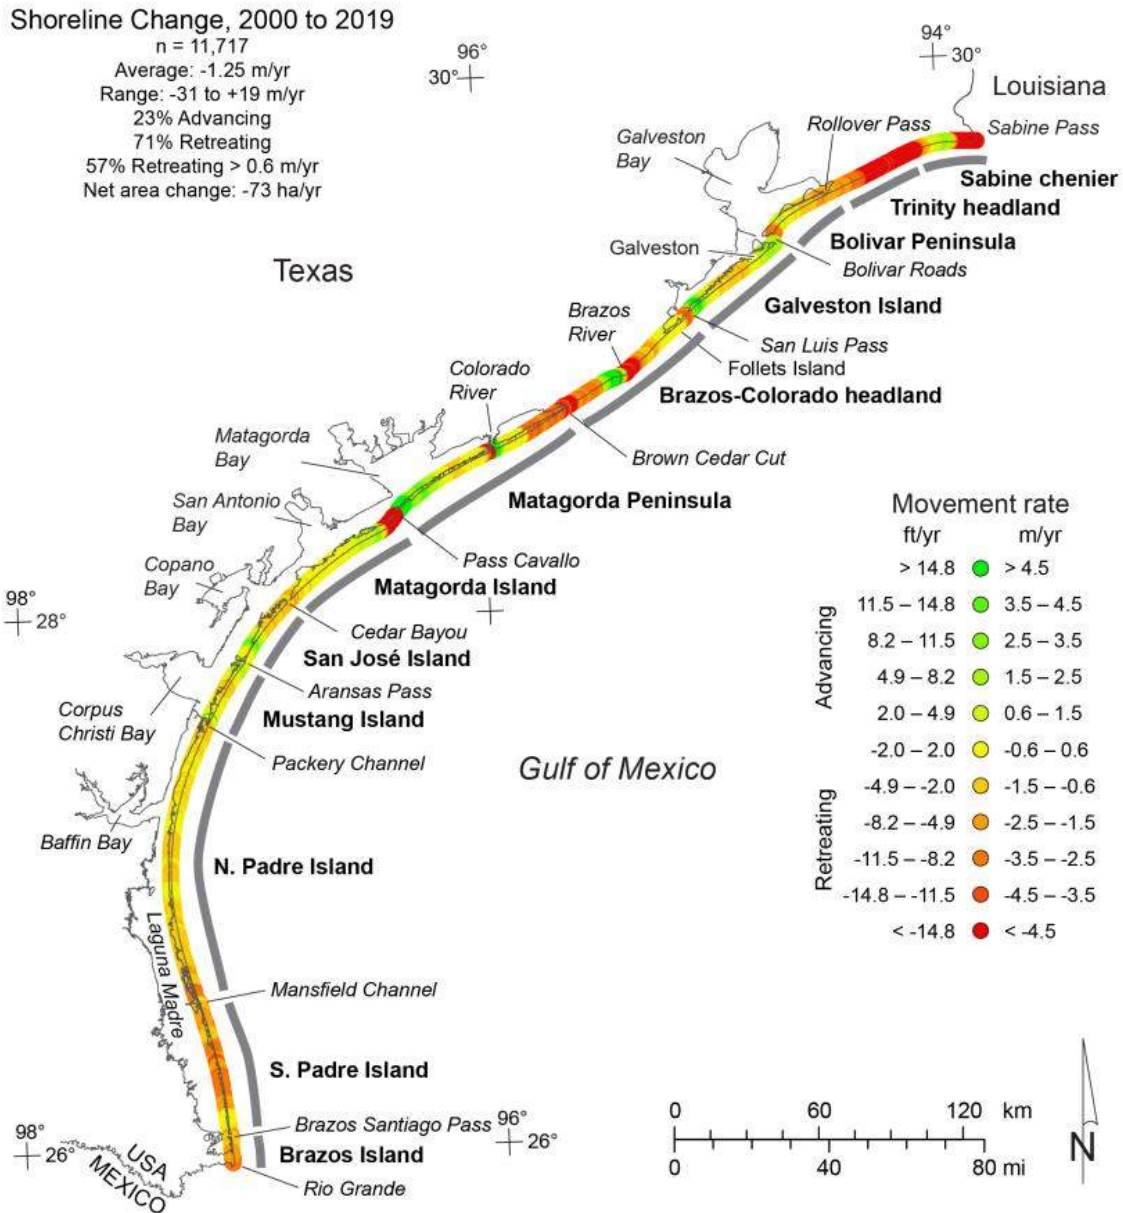 Shoreline Change, 2000 to 2019
n = 11,717
Average: -1.25 m/yr
Range: -31 to +19 m/yr
23% Advancing
71% Retreating
57% Retreating > 0.6 m/yr
Net area change: -73 ha/yr
96°
30°
94°
30°
Louisiana
Sabine Pass
Rollover Pass
Galveston
Bay
Sabine chenier
Trinity headland
Bolivar Peninsula
Bolivar Roads
Galveston
Texas
Galveston Island
Brazos
River
San Luis Pass
Follets Island
Colorado
River
Brazos-Colorado headland
Matagorda
Bay
Brown Cedar Cut
San Antonio
Bay
Matagorda Peninsula
Pass Cavallo
Copano
Bay
Matagorda Island
98°
28°
Cedar Bayou
San José Island
Aransas Pass
Corpus
Christi Bay
Mustang Island
Packery Channel
Gulf of Mexico
Baffin Bay
N. Padre Island
Laguna Madre
Mansfield Channel
S. Padre Island
Brazos Santiago Pass
96°
26°
98°
26°
Brazos Island
USA
MEXICO
Rio Grande
Movement rate
ft/yr m/yr
Advancing
> 14.8 > 4.5
11.5 – 14.8 3.5 – 4.5
8.2 – 11.5 2.5 – 3.5
4.9 – 8.2 1.5 – 2.5
2.0 – 4.9 0.6 – 1.5
-2.0 – 2.0 -0.6 – 0.6
Retreating
-4.9 – -2.0 -1.5 – -0.6
-8.2 – -4.9 -2.5 – -1.5
-11.5 – -8.2 -3.5 – -2.5
-14.8 – -11.5 -4.5 – -3.5
< -14.8 < -4.5
0 60 120 km
0 40 80 mi
N